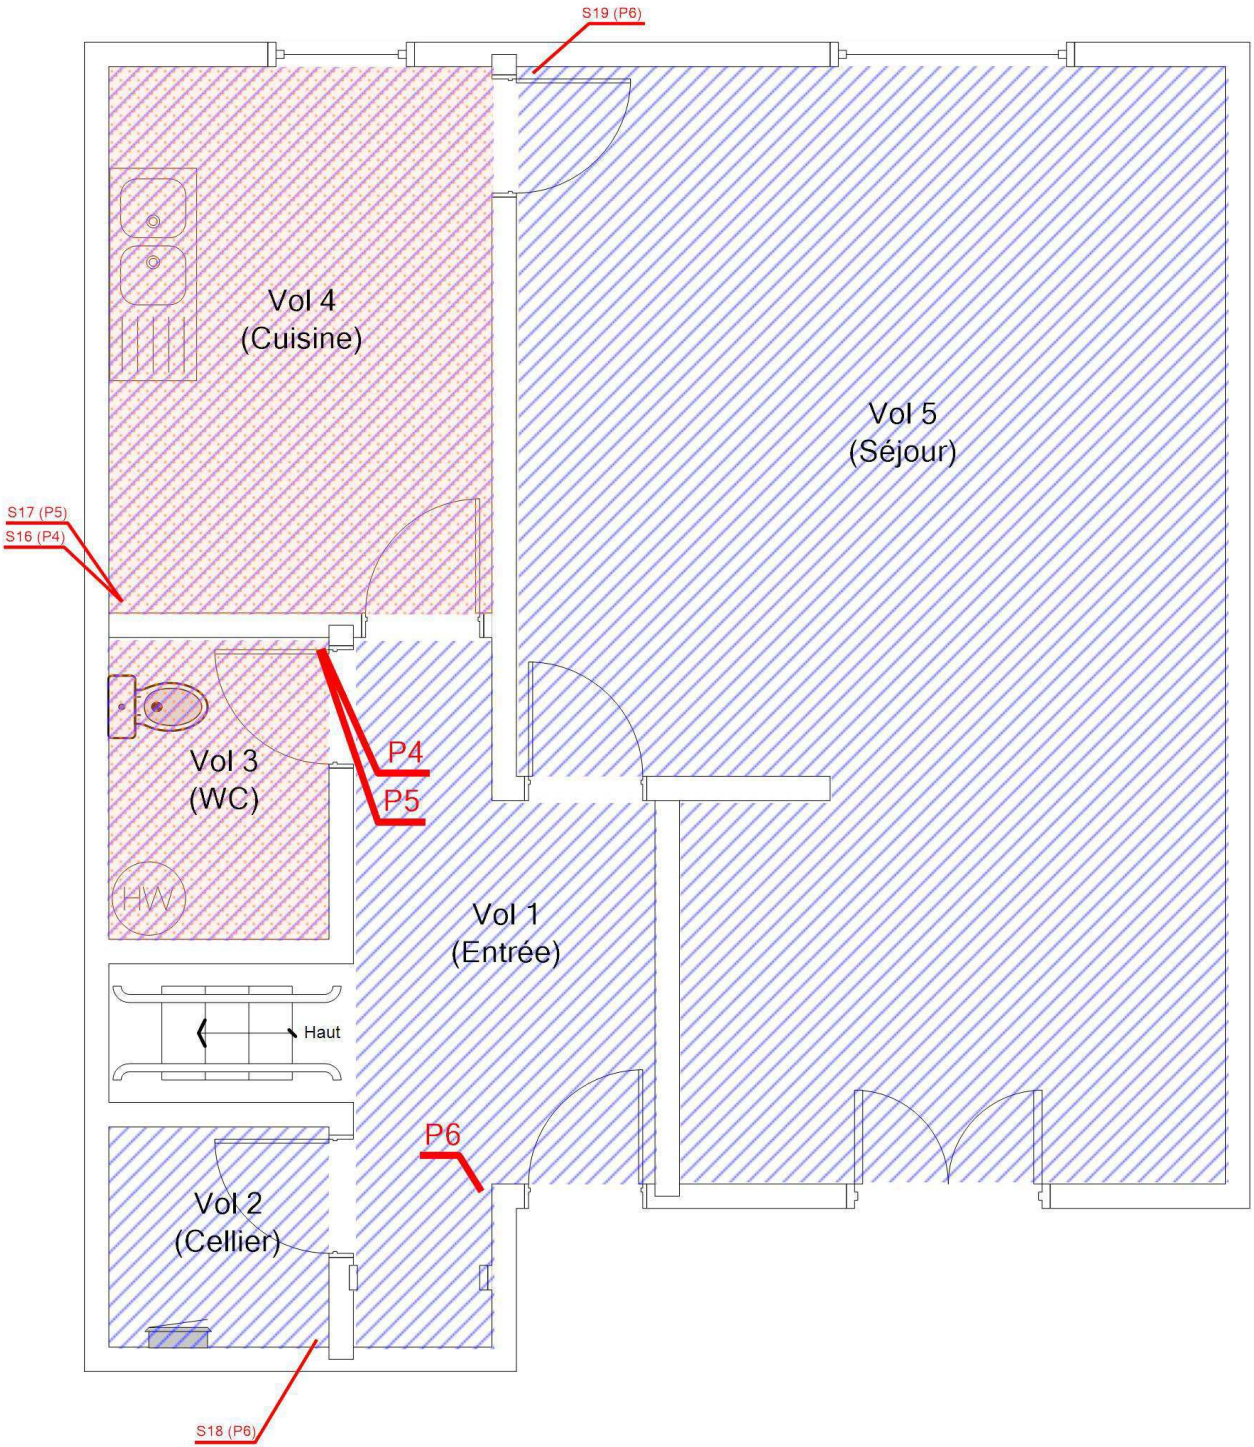 S19 (P6)
Vol 4
(Cuisine)
Vol 5
(Séjour)
S17 (P5)
S16 (P4)
P4
Vol 3
(WC)
P5
HW
Vol 1
(Entrée)
Haut
P6
Vol 2
(Cellier)
S18 (P6)